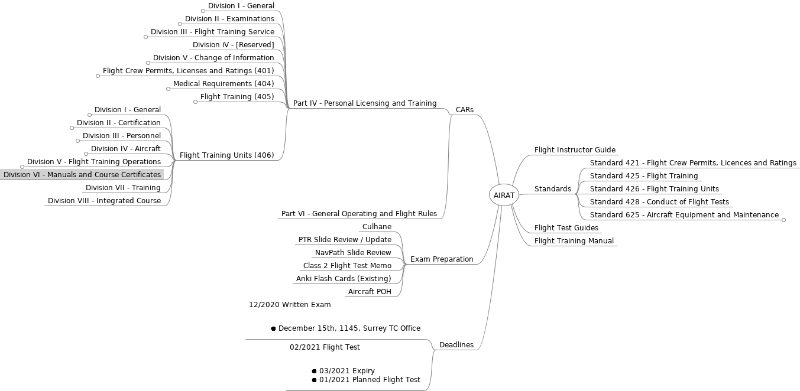 Division I - General
Division II - Examinations
Division III - Flight Training Service
Division IV - [Reserved]
Division V - Change of Information
Flight Crew Permits, Licenses and Ratings (401)
Medical Requirements (404)
Flight Training (405)
Part IV - Personal Licensing and Training
CARs
Division I - General
Division II - Certification
Division III - Personnel
Division IV - Aircraft
Division V - Flight Training Operations
Division VI - Manuals and Course Certificates
Division VII - Training
Division VIII - Integrated Course
Flight Training Units (406)
Part VI - General Operating and Flight Rules
Culhane
PTR Slide Review / Update
NavPath Slide Review
Class 2 Flight Test Memo
Anki Flash Cards (Existing)
Aircraft POH
Exam Preparation
12/2020 Written Exam
● December 15th, 1145, Surrey TC Office
02/2021 Flight Test
● 03/2021 Expiry
● 01/2021 Planned Flight Test
Deadlines
AIRAT
Flight Instructor Guide
Standards
Standard 421 - Flight Crew Permits, Licences and Ratings
Standard 425 - Flight Training
Standard 426 - Flight Training Units
Standard 428 - Conduct of Flight Tests
Standard 625 - Aircraft Equipment and Maintenance
Flight Test Guides
Flight Training Manual